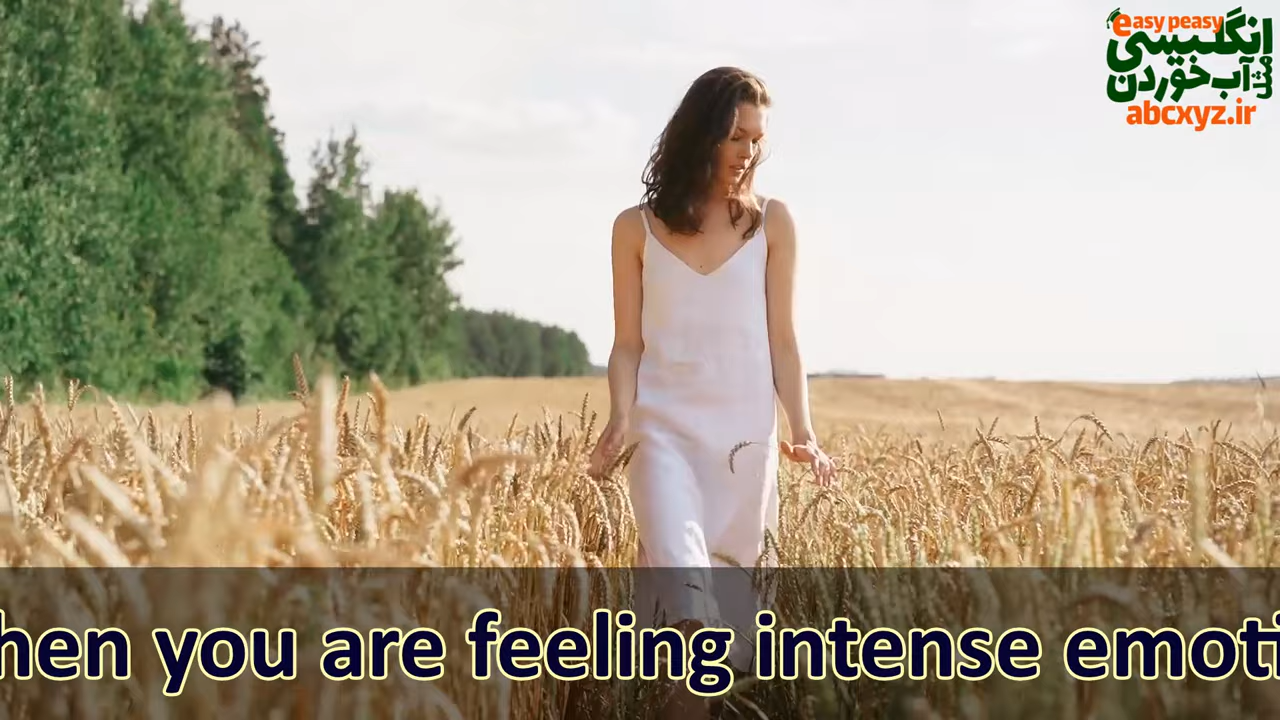 easy peasy
انگلیسی
مثل
آب خوردن
abcxyz.ir
hen you are feeling intense emoti